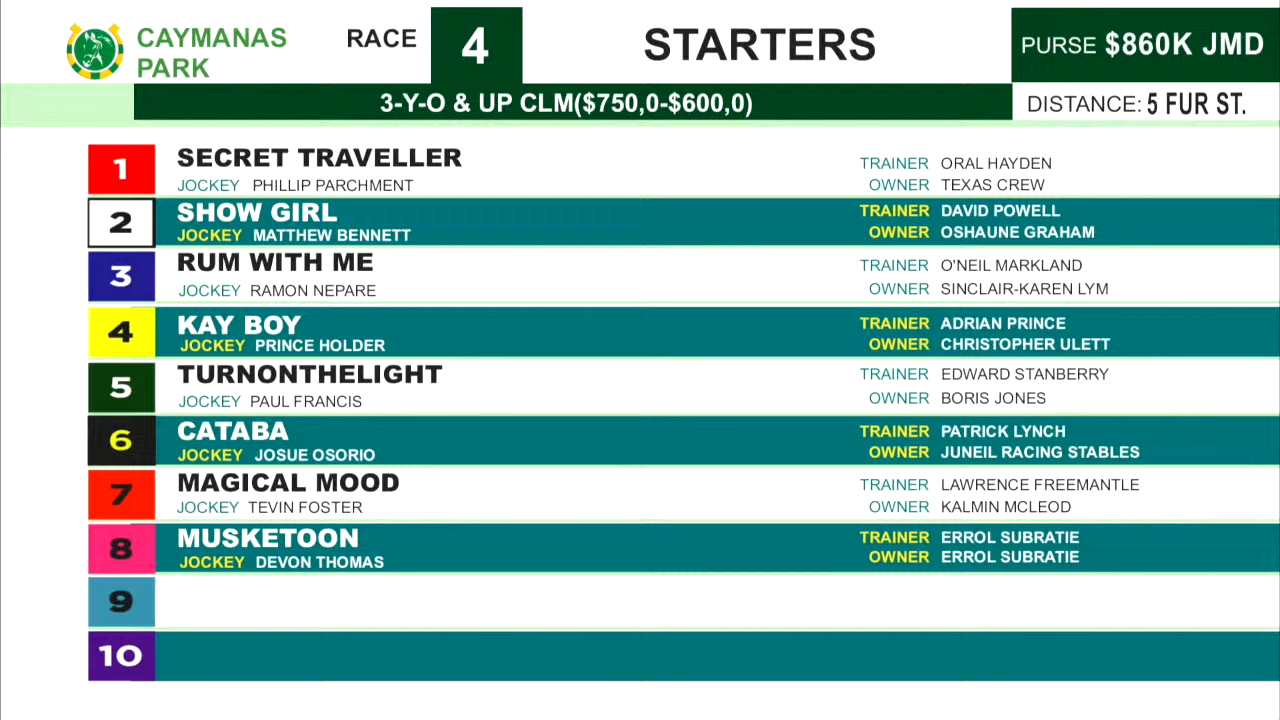 CAYMANAS PARK
RACE 4
STARTERS
PURSE $860K JMD
3-Y-O & UP CLM($750,0-$600,0)
DISTANCE: 5 FUR ST.
1 SECRET TRAVELLER
JOCKEY PHILLIP PARCHMENT
TRAINER ORAL HAYDEN
OWNER TEXAS CREW
2 SHOW GIRL
JOCKEY MATTHEW BENNETT
TRAINER DAVID POWELL
OWNER OSHAUNE GRAHAM
3 RUM WITH ME
JOCKEY RAMON NEPARE
TRAINER O'NEIL MARKLAND
OWNER SINCLAIR-KAREN LYM
4 KAY BOY
JOCKEY PRINCE HOLDER
TRAINER ADRIAN PRINCE
OWNER CHRISTOPHER ULETT
5 TURNONTHELIGHT
JOCKEY PAUL FRANCIS
TRAINER EDWARD STANBERRY
OWNER BORIS JONES
6 CATABA
JOCKEY JOSUE OSORIO
TRAINER PATRICK LYNCH
OWNER JUNEIL RACING STABLES
7 MAGICAL MOOD
JOCKEY TEVIN FOSTER
TRAINER LAWRENCE FREEMANTLE
OWNER KALMIN MCLEOD
8 MUSKETOON
JOCKEY DEVON THOMAS
TRAINER ERROL SUBRATIE
OWNER ERROL SUBRATIE
9
10